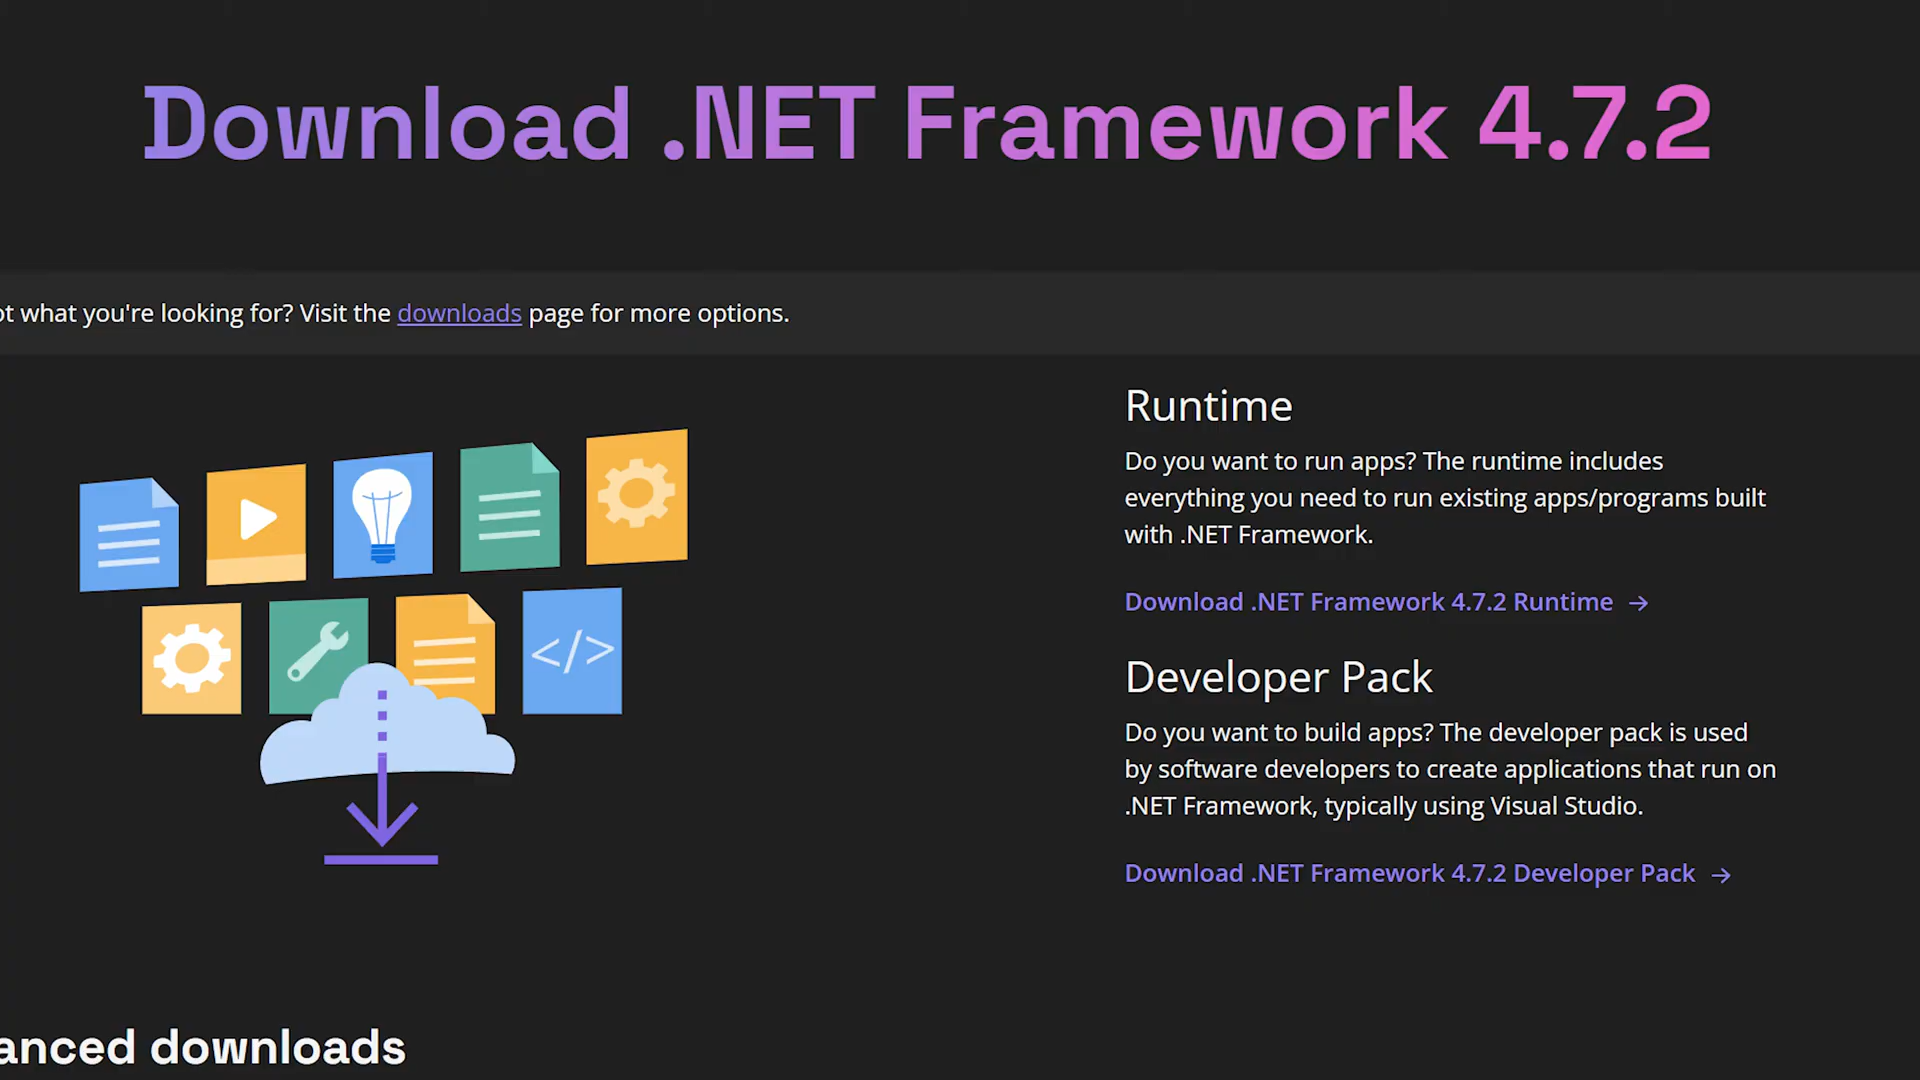 Download .NET Framework 4.7.2
ot what you're looking for? Visit the downloads page for more options.
Runtime
Do you want to run apps? The runtime includes
everything you need to run existing apps/programs built
with .NET Framework.
Download .NET Framework 4.7.2 Runtime →
Developer Pack
Do you want to build apps? The developer pack is used
by software developers to create applications that run on
.NET Framework, typically using Visual Studio.
Download .NET Framework 4.7.2 Developer Pack →
</>
anced downloads